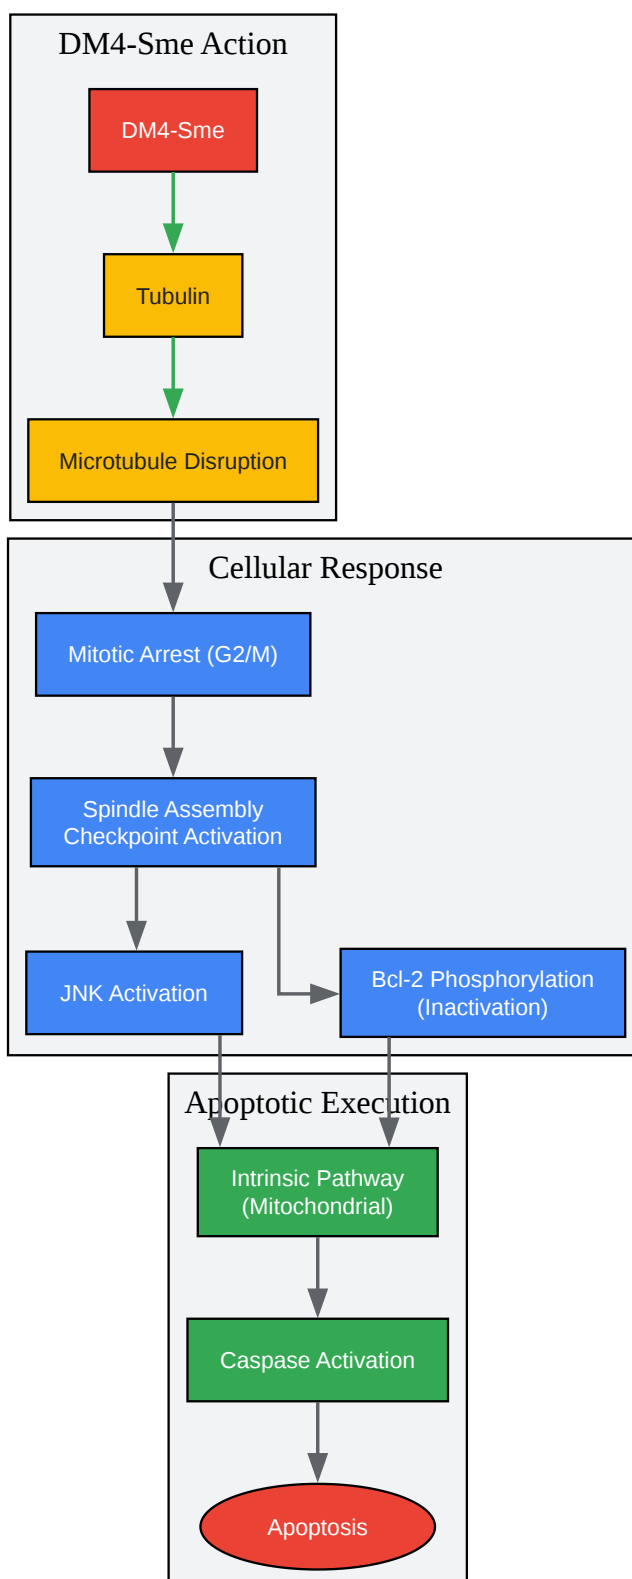 DM4-Sme Action
DM4-Sme
Tubulin
Microtubule Disruption
Cellular Response
Mitotic Arrest (G2/M)
Spindle Assembly
Checkpoint Activation
JNK Activation
Bcl-2 Phosphorylation
(Inactivation)
Apoptotic Execution
Intrinsic Pathway
(Mitochondrial)
Caspase Activation
Apoptosis